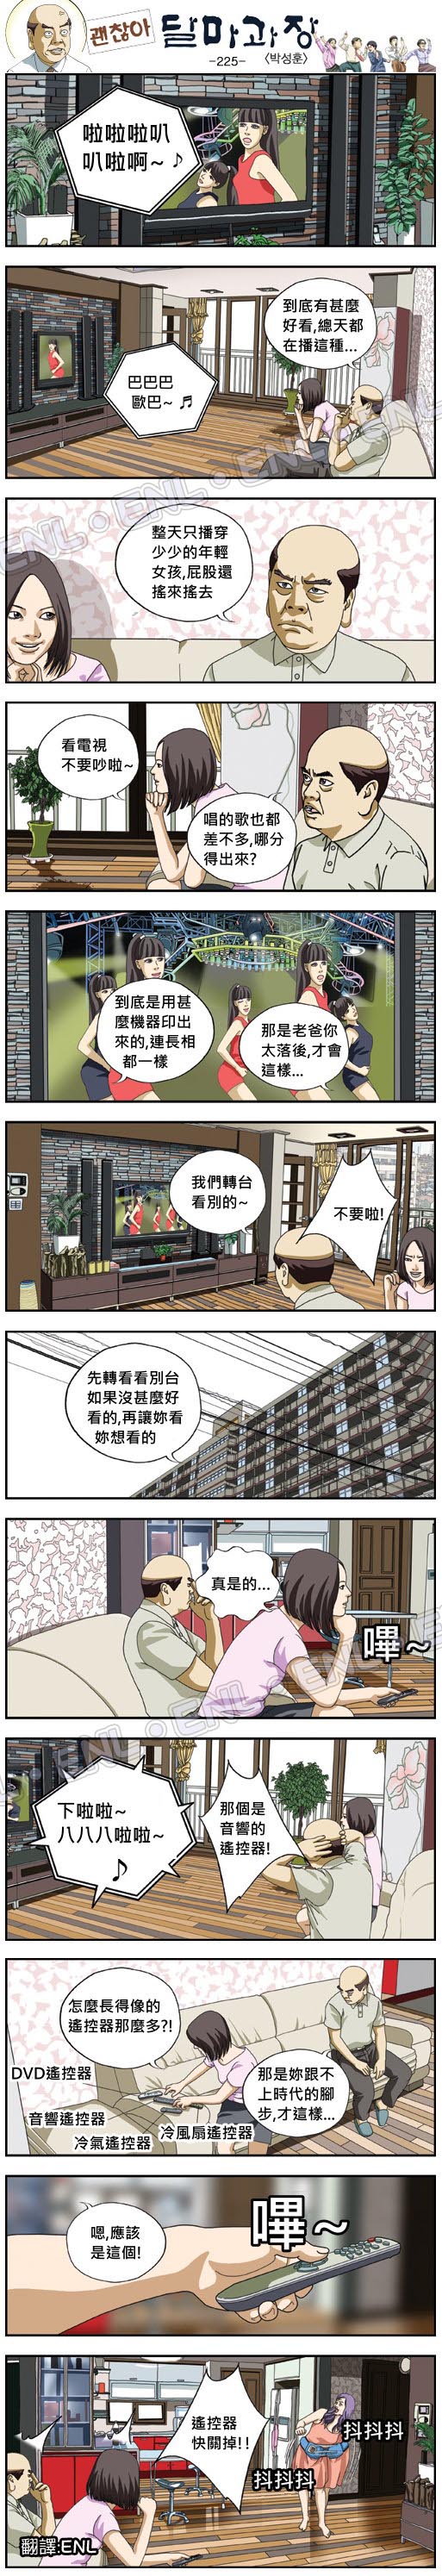 괜찮아
달마과장
-225-
〈박성훈〉
啦啦啦叭
叭啦啊~♪
到底有甚麼
好看,總天都
在播這種...
巴巴巴
歐巴~♬
ENL·ENL·ENL·ENL
整天只播穿
少少的年輕
女孩,屁股還
搖來搖去
看電視
不要吵啦~
唱的歌也都
差不多,哪分
得出來?
到底是用甚
麼機器印出
來的,連長相
都一樣
那是老爸你
太落後,才會
這樣...
我們轉台
看別的~
不要啦!
先轉看看別台
如果沒甚麼好
看的,再讓妳看
妳想看的
真是的...
嗶~
ENL·ENL·ENL·ENL
下啦啦~
八八八啦啦~
♪
那個是
音響的
遙控器!
怎麼長得像的
遙控器那麼多?!
DVD遙控器
音響遙控器
冷氣遙控器
冷風扇遙控器
那是妳跟不
上時代的腳
步,才這樣...
嗯,應該
是這個!
嗶~
遙控器
快關掉!!
抖抖抖
抖抖抖
翻譯:ENL